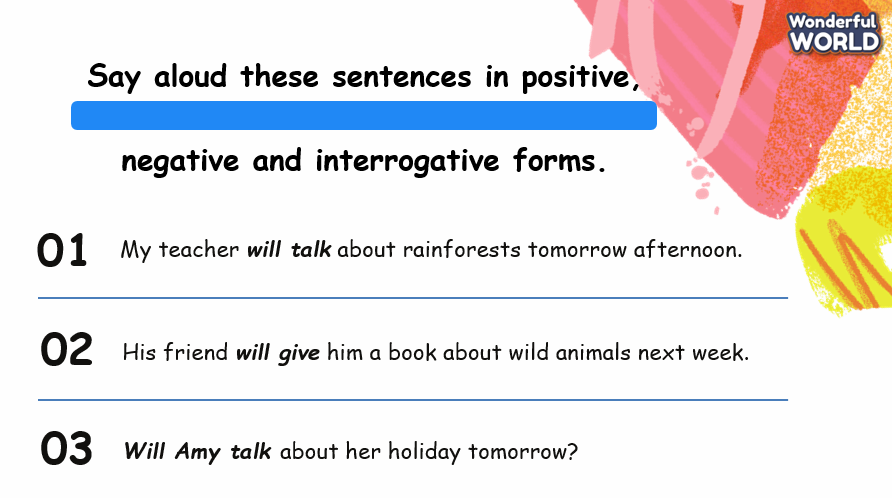 Wonderful
WORLD
Say aloud these sentences in positive,
negative and interrogative forms.
01 My teacher will talk about rainforests tomorrow afternoon.
02 His friend will give him a book about wild animals next week.
03 Will Amy talk about her holiday tomorrow?